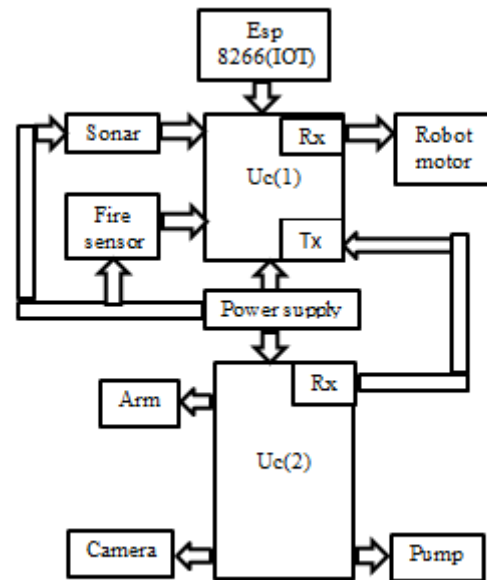 Esp
8266(IOT)
Sonar
Rx
Robot
motor
Uc(1)
Fire
sensor
Tx
Power supply
Rx
Arm
Uc(2)
Camera
Pump